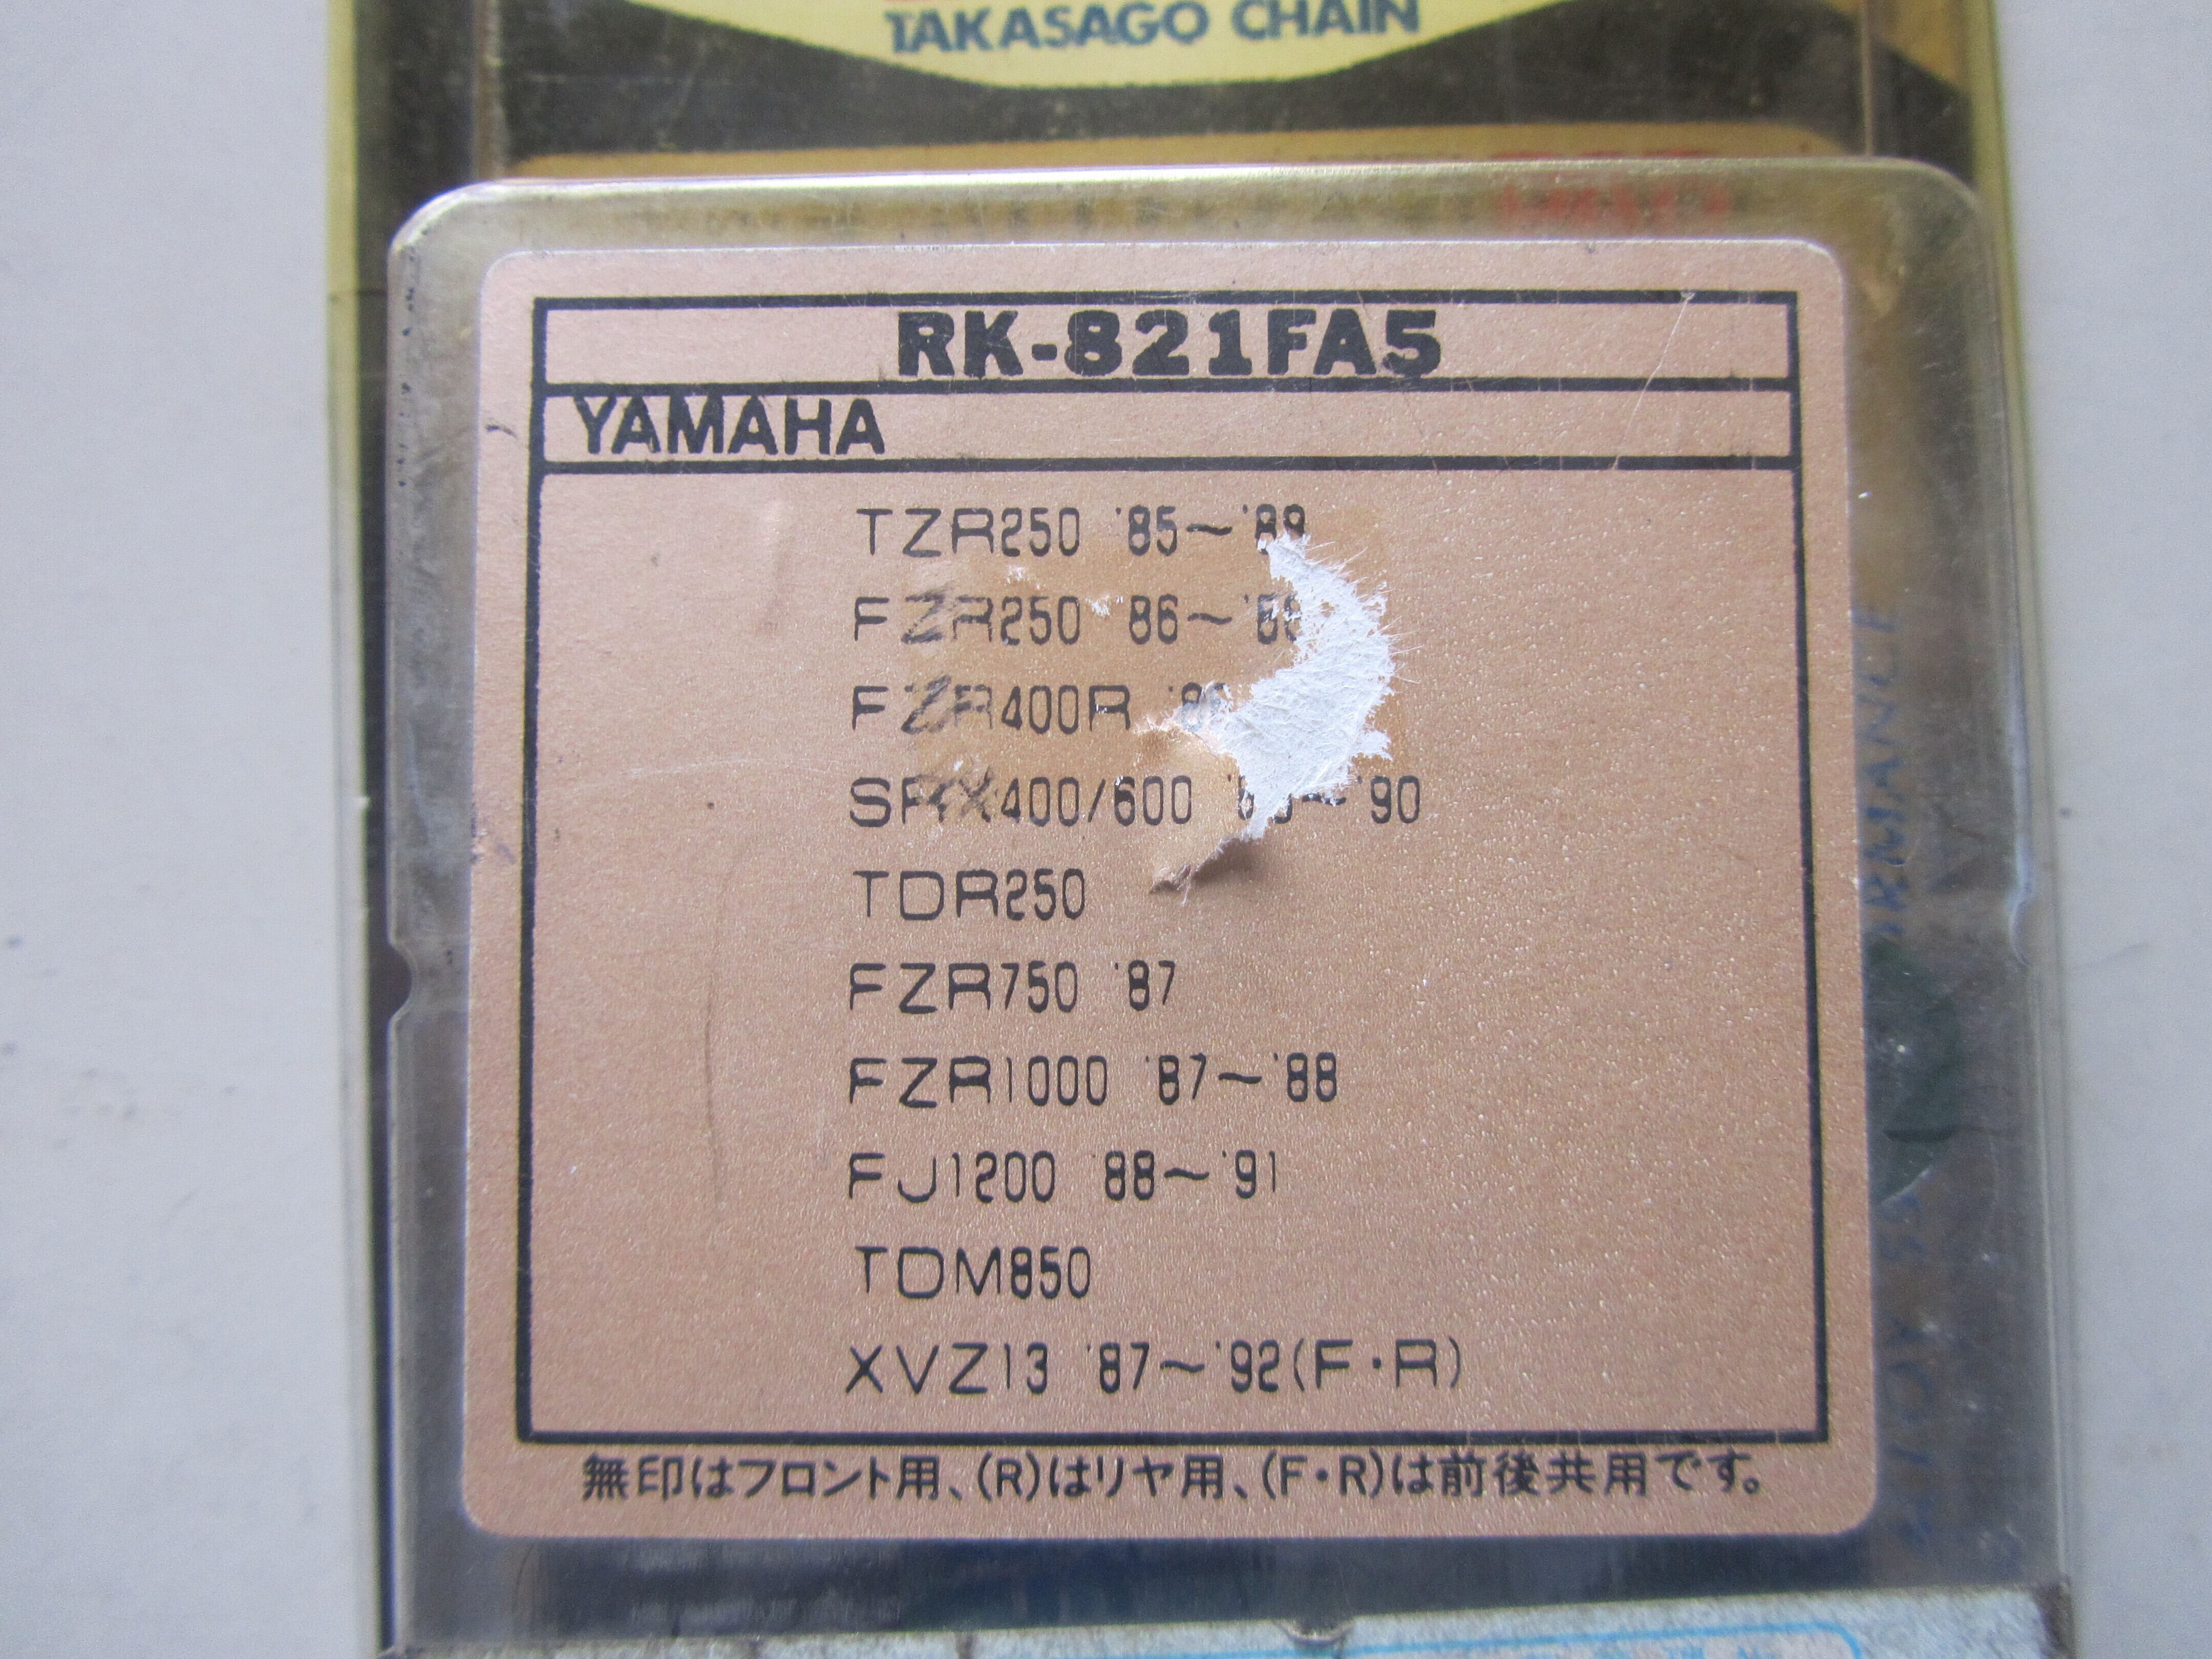 TAKASAGO CHAIN
RK-821FA5
YAMAHA
TZR250 '85~'89
FZR250 '86~
FZR400R
SRX400/600 ~'90
TDR250
FZR750 '87
FZR1000 '87~'88
FJ1200 '88~'91
TDM850
XVZ13 '87~'92(F・R)
無印はフロント用、(R)はリヤ用、(F・R)は前後共用です。